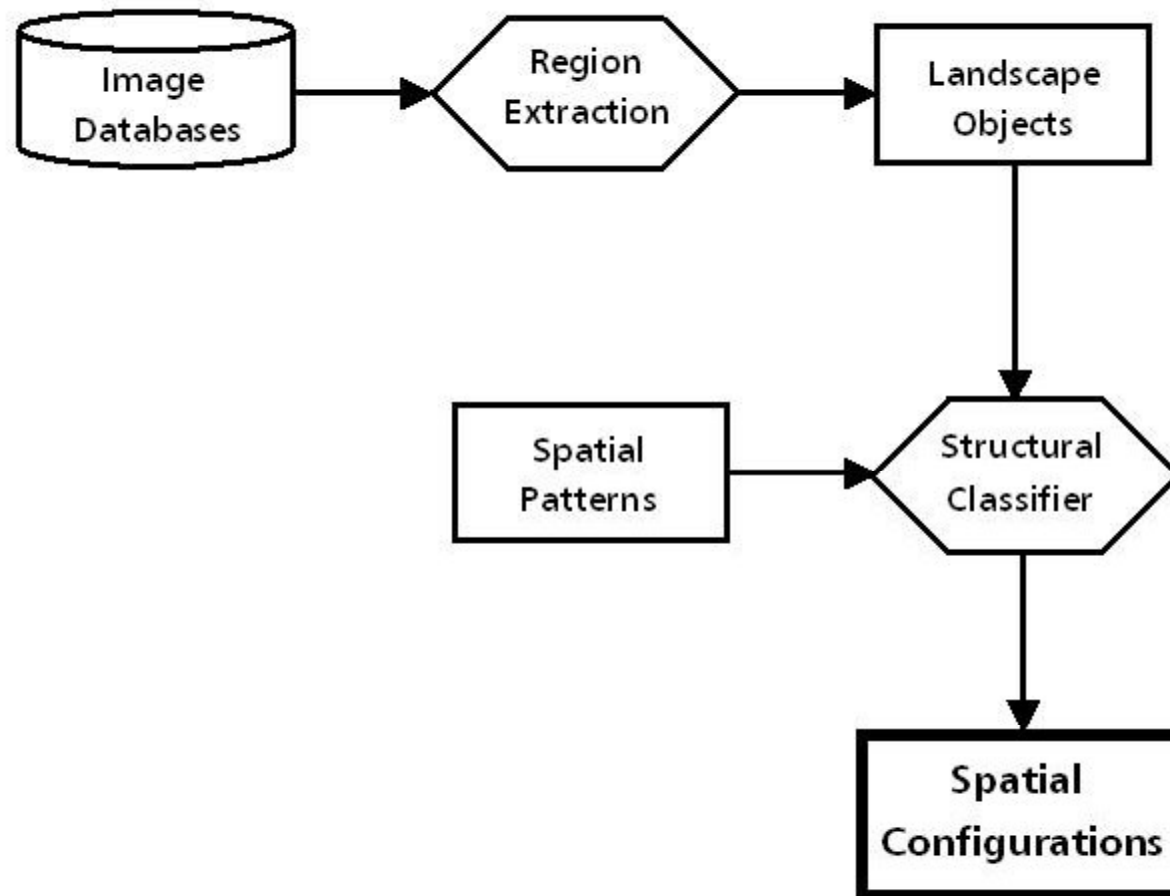 Image
Databases
Region
Extraction
Landscape
Objects
Spatial
Patterns
Structural
Classifier
Spatial
Configurations